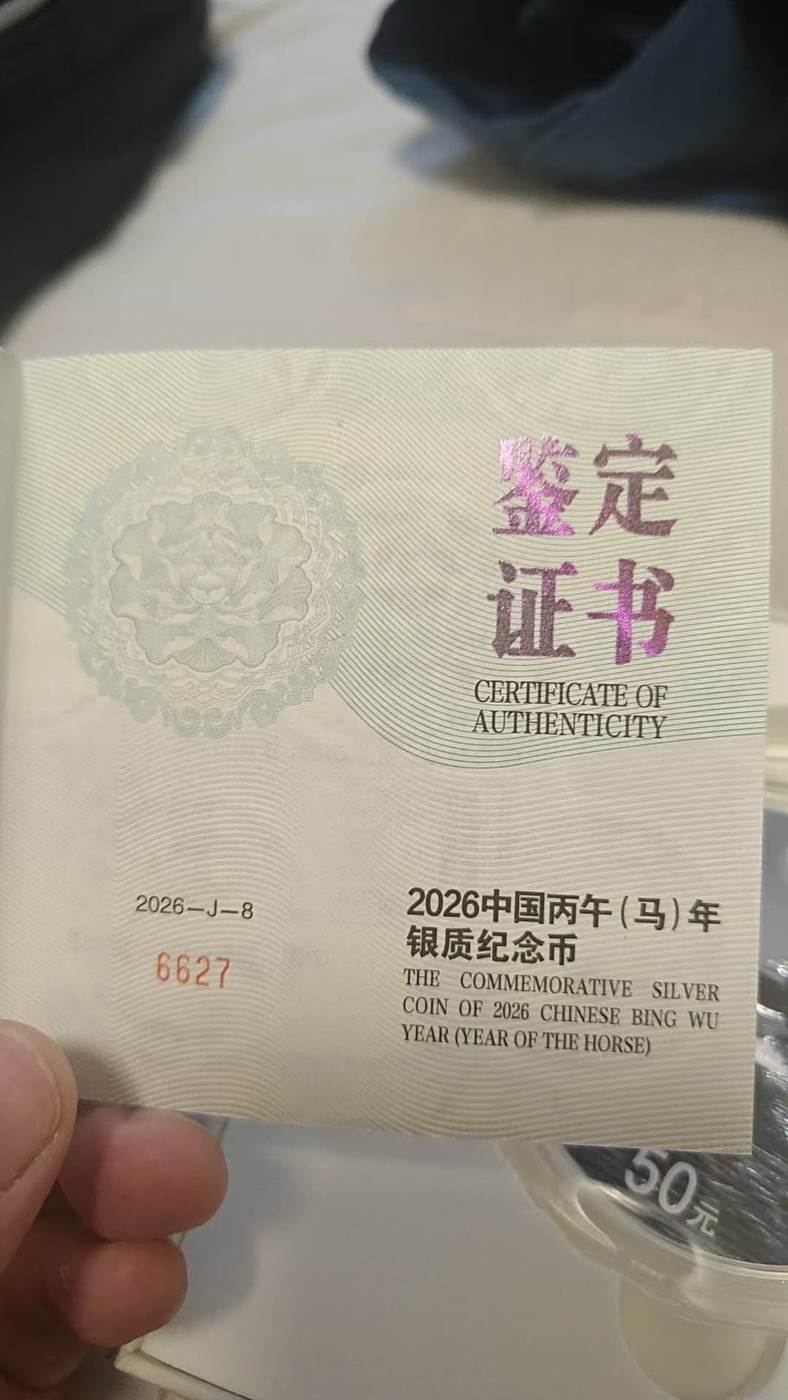 鉴定
证书
CERTIFICATE OF
AUTHENTICITY
2026—J—8
6627
2026中国丙午(马)年
银质纪念币
THE COMMEMORATIVE SILVER
COIN OF 2026 CHINESE BING WU
YEAR (YEAR OF THE HORSE)
50元